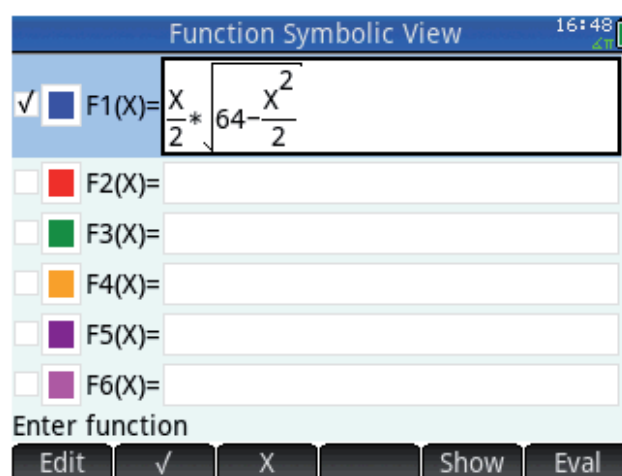 Function Symbolic View 16:48
∡π
√ F1(X)= X/2*√(64-X^2/2)
F2(X)=
F3(X)=
F4(X)=
F5(X)=
F6(X)=
Enter function
Edit √ X Show Eval